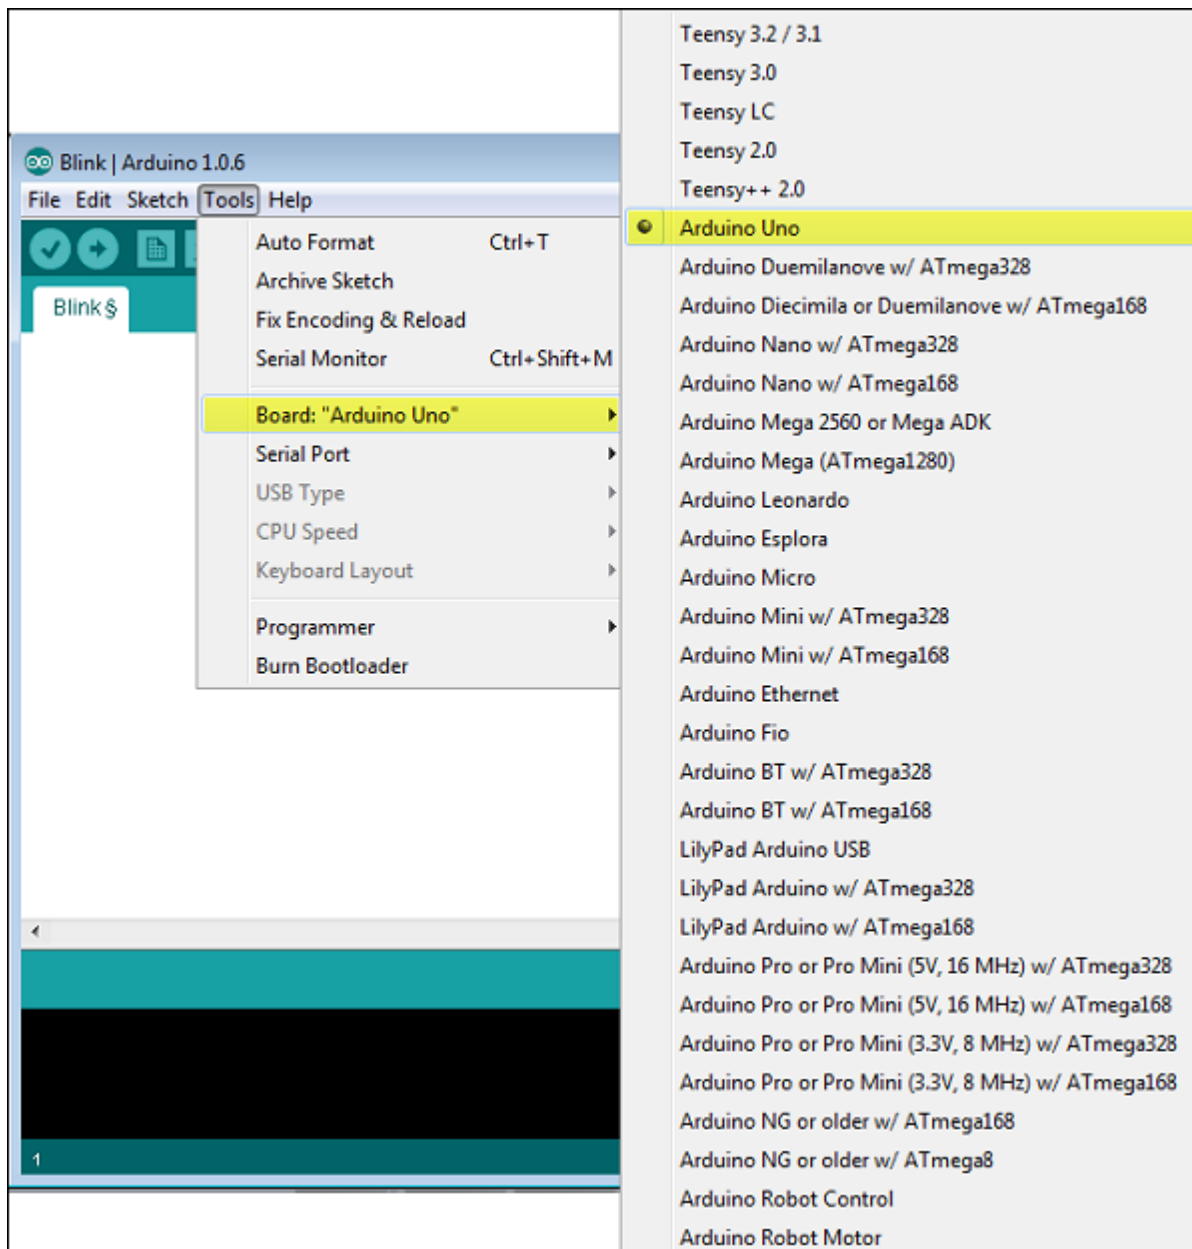 Blink | Arduino 1.0.6
File Edit Sketch Tools Help
Blink §
Auto Format Ctrl+T
Archive Sketch
Fix Encoding & Reload
Serial Monitor Ctrl+Shift+M
Board: "Arduino Uno"
Serial Port
USB Type
CPU Speed
Keyboard Layout
Programmer
Burn Bootloader
1
Teensy 3.2 / 3.1
Teensy 3.0
Teensy LC
Teensy 2.0
Teensy++ 2.0
Arduino Uno
Arduino Duemilanove w/ ATmega328
Arduino Diecimila or Duemilanove w/ ATmega168
Arduino Nano w/ ATmega328
Arduino Nano w/ ATmega168
Arduino Mega 2560 or Mega ADK
Arduino Mega (ATmega1280)
Arduino Leonardo
Arduino Esplora
Arduino Micro
Arduino Mini w/ ATmega328
Arduino Mini w/ ATmega168
Arduino Ethernet
Arduino Fio
Arduino BT w/ ATmega328
Arduino BT w/ ATmega168
LilyPad Arduino USB
LilyPad Arduino w/ ATmega328
LilyPad Arduino w/ ATmega168
Arduino Pro or Pro Mini (5V, 16 MHz) w/ ATmega328
Arduino Pro or Pro Mini (5V, 16 MHz) w/ ATmega168
Arduino Pro or Pro Mini (3.3V, 8 MHz) w/ ATmega328
Arduino Pro or Pro Mini (3.3V, 8 MHz) w/ ATmega168
Arduino NG or older w/ ATmega168
Arduino NG or older w/ ATmega8
Arduino Robot Control
Arduino Robot Motor